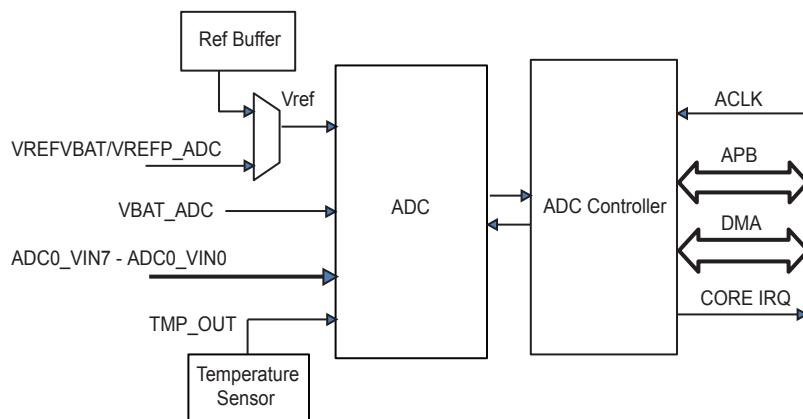 Ref Buffer
Vref
ACLK
VREFVBAT/VREFP_ADC
APB
VBAT_ADC
ADC
ADC Controller
DMA
ADC0_VIN7 - ADC0_VIN0
CORE IRQ
TMP_OUT
Temperature
Sensor